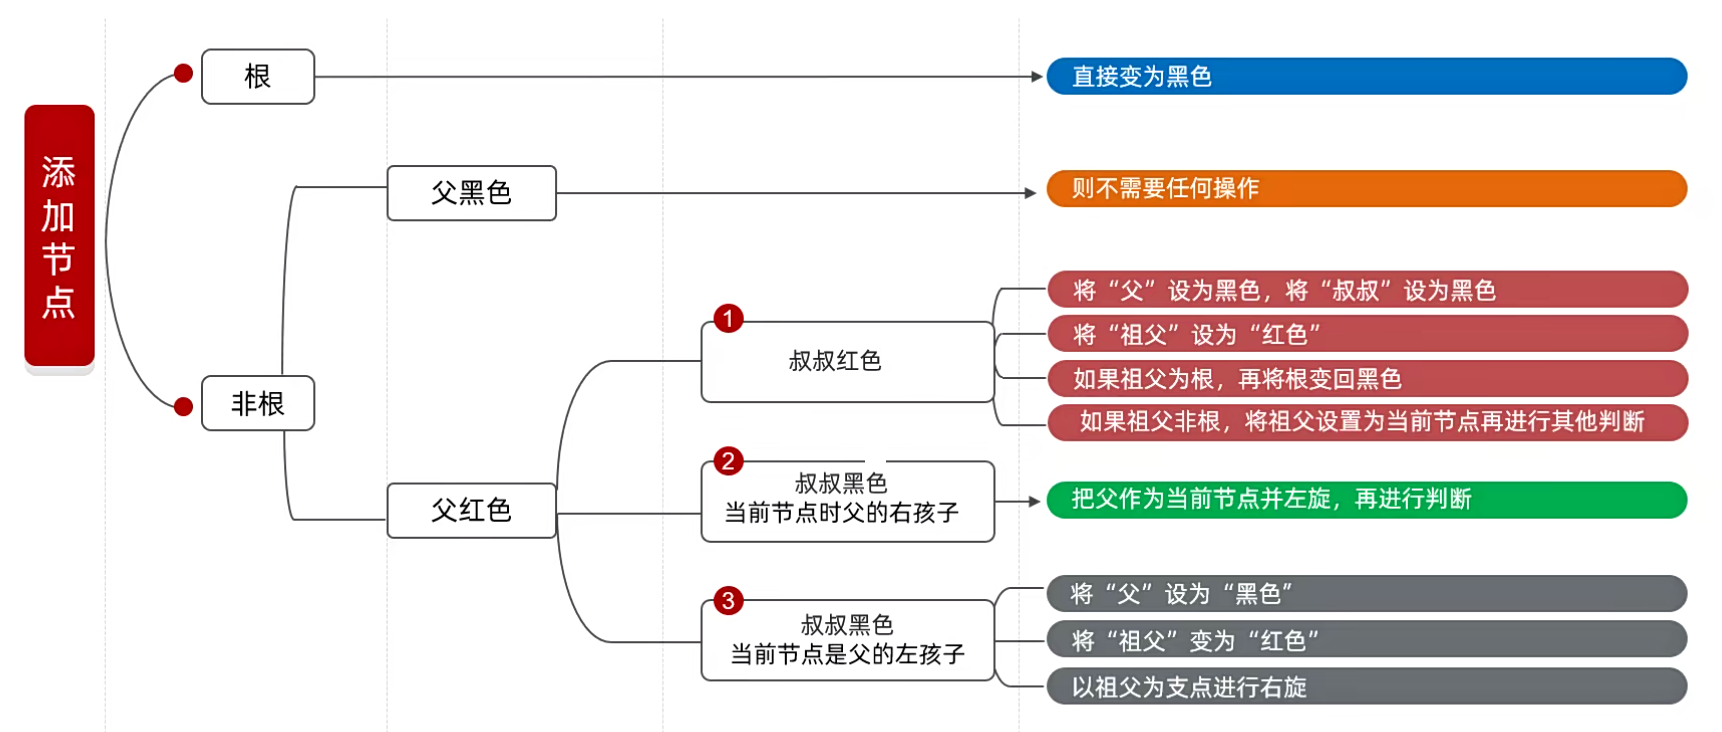 添加节点
根
直接变为黑色
父黑色
则不需要任何操作
非根
父红色
1
叔叔红色
将“父”设为黑色，将“叔叔”设为黑色
将“祖父”设为“红色”
如果祖父为根，再将根变回黑色
如果祖父非根，将祖父设置为当前节点再进行其他判断
2
叔叔黑色
当前节点时父的右孩子
把父作为当前节点并左旋，再进行判断
3
叔叔黑色
当前节点是父的左孩子
将“父”设为“黑色”
将“祖父”变为“红色”
以祖父为支点进行右旋